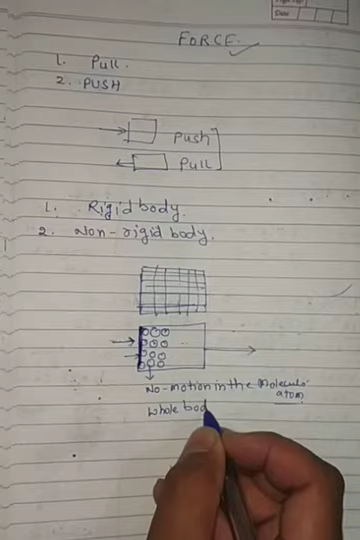 Date
FORCE
1. Pull.
2. PUSH
Push
Pull
1. Rigid body.
2. Non-rigid body.
No-motion in the Molecule
atom
Whole bod